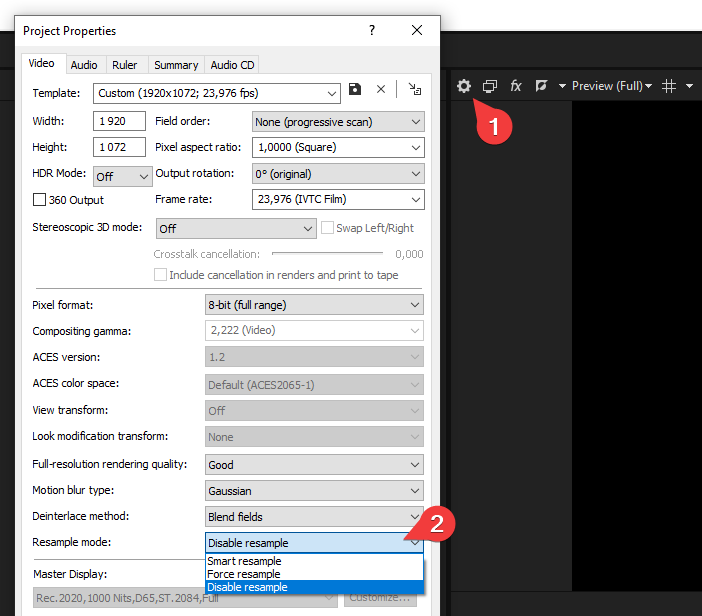 Project Properties ? ×
Video Audio Ruler Summary Audio CD
Template: Custom (1920x1072; 23,976 fps)
fx Preview (Full)
1
Width: 1 920 Field order: None (progressive scan)
Height: 1 072 Pixel aspect ratio: 1,0000 (Square)
HDR Mode: Off Output rotation: 0° (original)
360 Output Frame rate: 23,976 (IVTC Film)
Stereoscopic 3D mode: Off Swap Left/Right
Crosstalk cancellation: 0,000
Include cancellation in renders and print to tape
Pixel format: 8-bit (full range)
Compositing gamma: 2,222 (Video)
ACES version: 1.2
ACES color space: Default (ACES2065-1)
View transform: Off
Look modification transform: None
Full-resolution rendering quality: Good
Motion blur type: Gaussian
Deinterlace method: Blend fields
2
Resample mode: Disable resample
Smart resample
Force resample
Disable resample
Master Display:
Rec.2020,1000 Nits,D65,ST.2084,Full Customize...